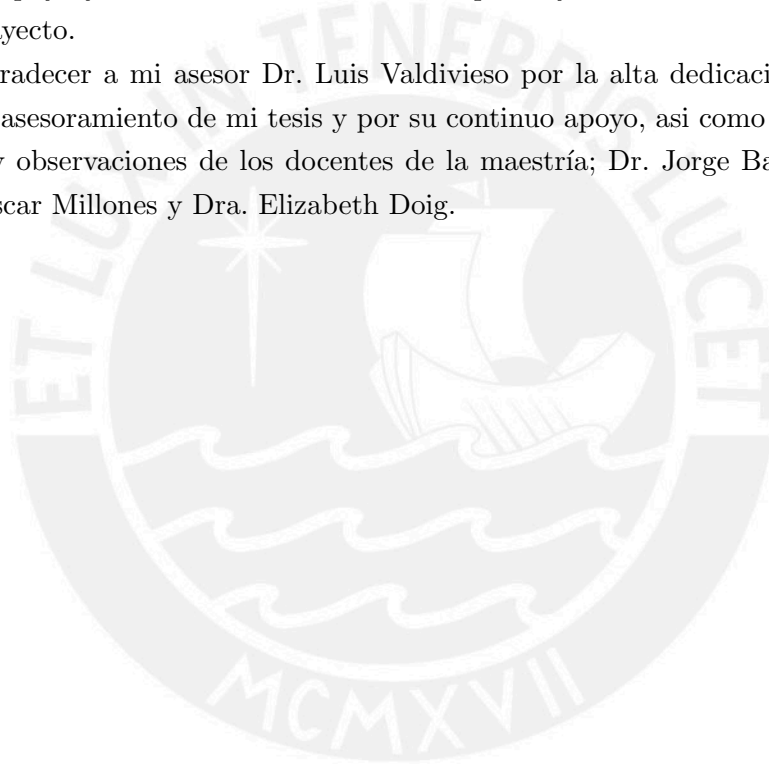 yecto.
radecer a mi asesor Dr. Luis Valdivieso por la alta dedicaci
asesoramiento de mi tesis y por su continuo apoyo, asi como
y observaciones de los docentes de la maestría; Dr. Jorge Ba
scar Millones y Dra. Elizabeth Doig.
ET LUX IN TENEBRIS LUCET
MCMXVII